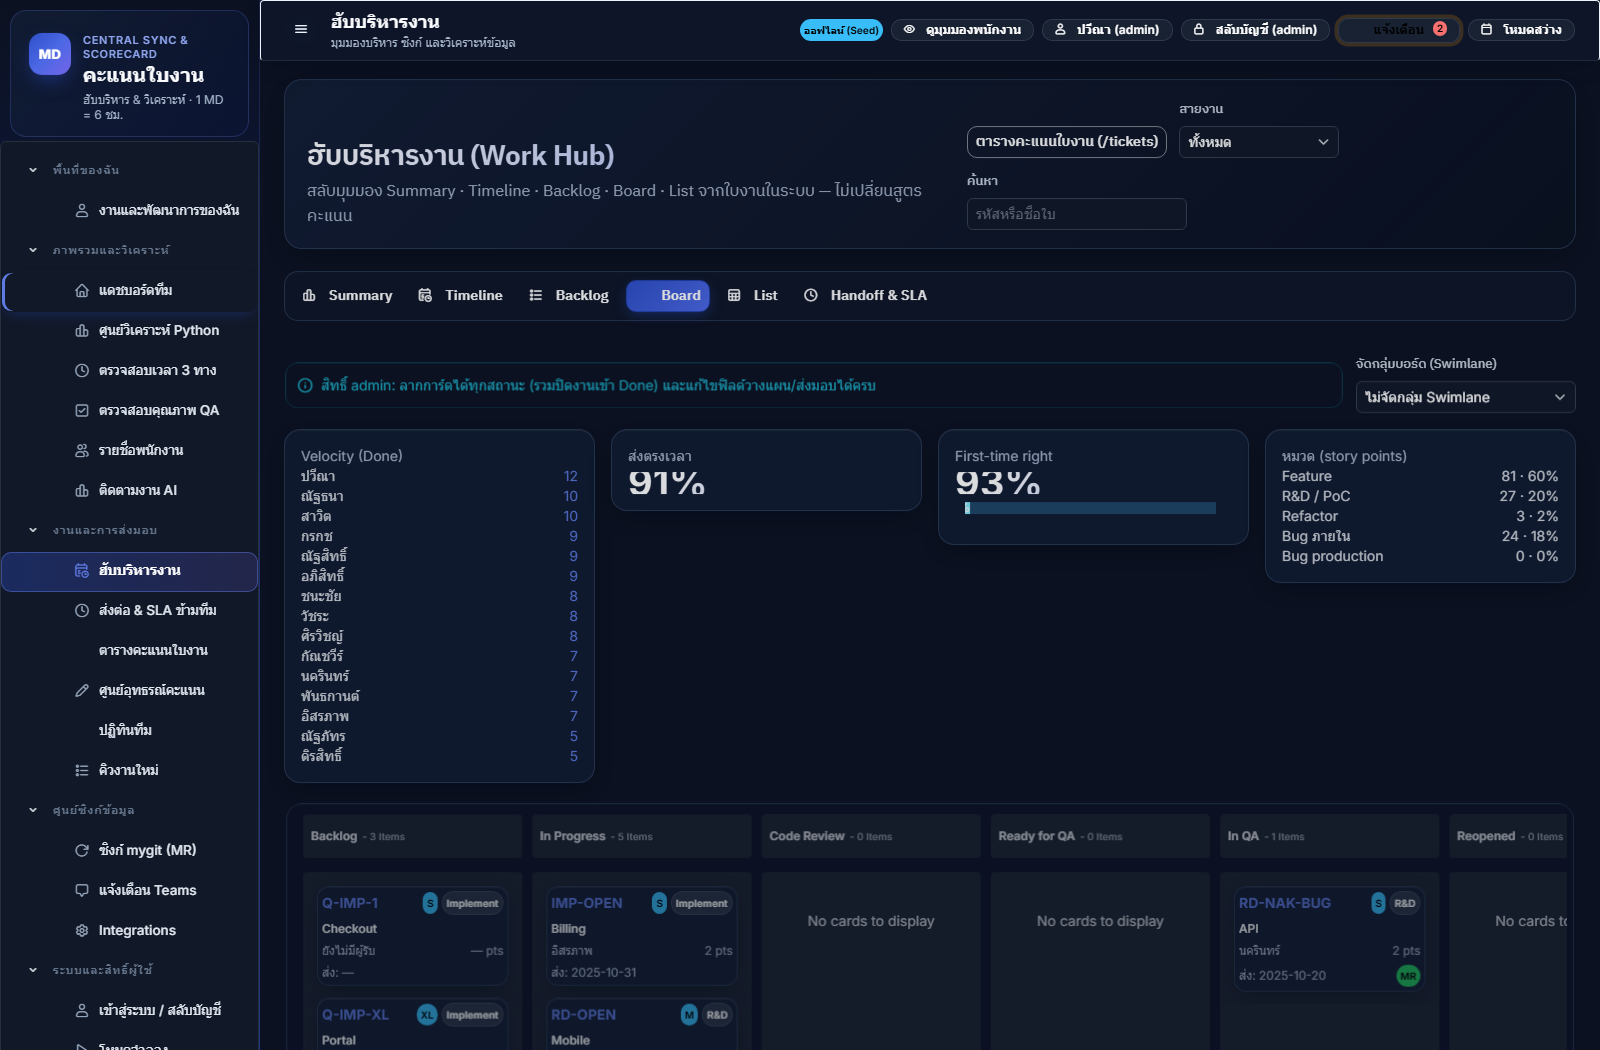 MD
CENTRAL SYNC &
SCORECARD
คะแนนใบงาน
ฮับบริหาร & วิเคราะห์ · 1 MD
= 6 ชม.
พื้นที่ของฉัน
งานและพัฒนาการของฉัน
ภาพรวมและวิเคราะห์
แดชบอร์ดทีม
ศูนย์วิเคราะห์ Python
ตรวจสอบเวลา 3 ทาง
ตรวจสอบคุณภาพ QA
รายชื่อพนักงาน
ติดตามงาน AI
งานและการส่งมอบ
ฮับบริหารงาน
ส่งต่อ & SLA ข้ามทีม
ตารางคะแนนใบงาน
ศูนย์อุทธรณ์คะแนน
ปฏิทินทีม
คิวงานใหม่
ศูนย์ซิงก์ข้อมูล
ซิงก์ mygit (MR)
แจ้งเตือน Teams
Integrations
ระบบและสิทธิ์ผู้ใช้
เข้าสู่ระบบ / สลับบัญชี
โหมดจำลอง
ฮับบริหารงาน
มุมมองบริหาร ซิงก์ และวิเคราะห์ข้อมูล
ออฟไลน์ (Seed)
ดูมุมมองพนักงาน
ปวีณา (admin)
สลับบัญชี (admin)
แจ้งเตือน 2
โหมดสว่าง
ฮับบริหารงาน (Work Hub)
สลับมุมมอง Summary · Timeline · Backlog · Board · List จากใบงานในระบบ — ไม่เปลี่ยนสูตร
คะแนน
ตารางคะแนนใบงาน (/tickets)
สายงาน
ทั้งหมด
ค้นหา
รหัสหรือชื่อใบ
Summary
Timeline
Backlog
Board
List
Handoff & SLA
สิทธิ์ admin: ลากการ์ดได้ทุกสถานะ (รวมปิดงานเข้า Done) และแก้ไขฟิลด์วางแผน/ส่งมอบได้ครบ
จัดกลุ่มบอร์ด (Swimlane)
ไม่จัดกลุ่ม Swimlane
Velocity (Done)
ปวีณา 12
ณัฐธนา 10
สาวิต 10
กรกช 9
ณัฐสิทธิ์ 9
อภิสิทธิ์ 9
ชนะชัย 8
วัชระ 8
ศิรวิชญ์ 8
กัณชวีร์ 7
นครินทร์ 7
พันธกานต์ 7
อิสรภาพ 7
ณัฐภัทร 5
ดิรสิทธิ์ 5
ส่งตรงเวลา
91%
First-time right
93%
หมวด (story points)
Feature 81 · 60%
R&D / PoC 27 · 20%
Refactor 3 · 2%
Bug ภายใน 24 · 18%
Bug production 0 · 0%
Backlog - 3 Items
In Progress - 5 Items
Code Review - 0 Items
Ready for QA - 0 Items
In QA - 1 Items
Reopened - 0 Items
Q-IMP-1 S Implement
Checkout
ยังไม่มีผู้รับ — pts
ส่ง: —
Q-IMP-XL XL Implement
Portal
IMP-OPEN S Implement
Billing
อิสรภาพ 2 pts
ส่ง: 2025-10-31
RD-OPEN M R&D
Mobile
No cards to display
No cards to display
RD-NAK-BUG S R&D
API
นครินทร์ 2 pts
ส่ง: 2025-10-20 MR
No cards to